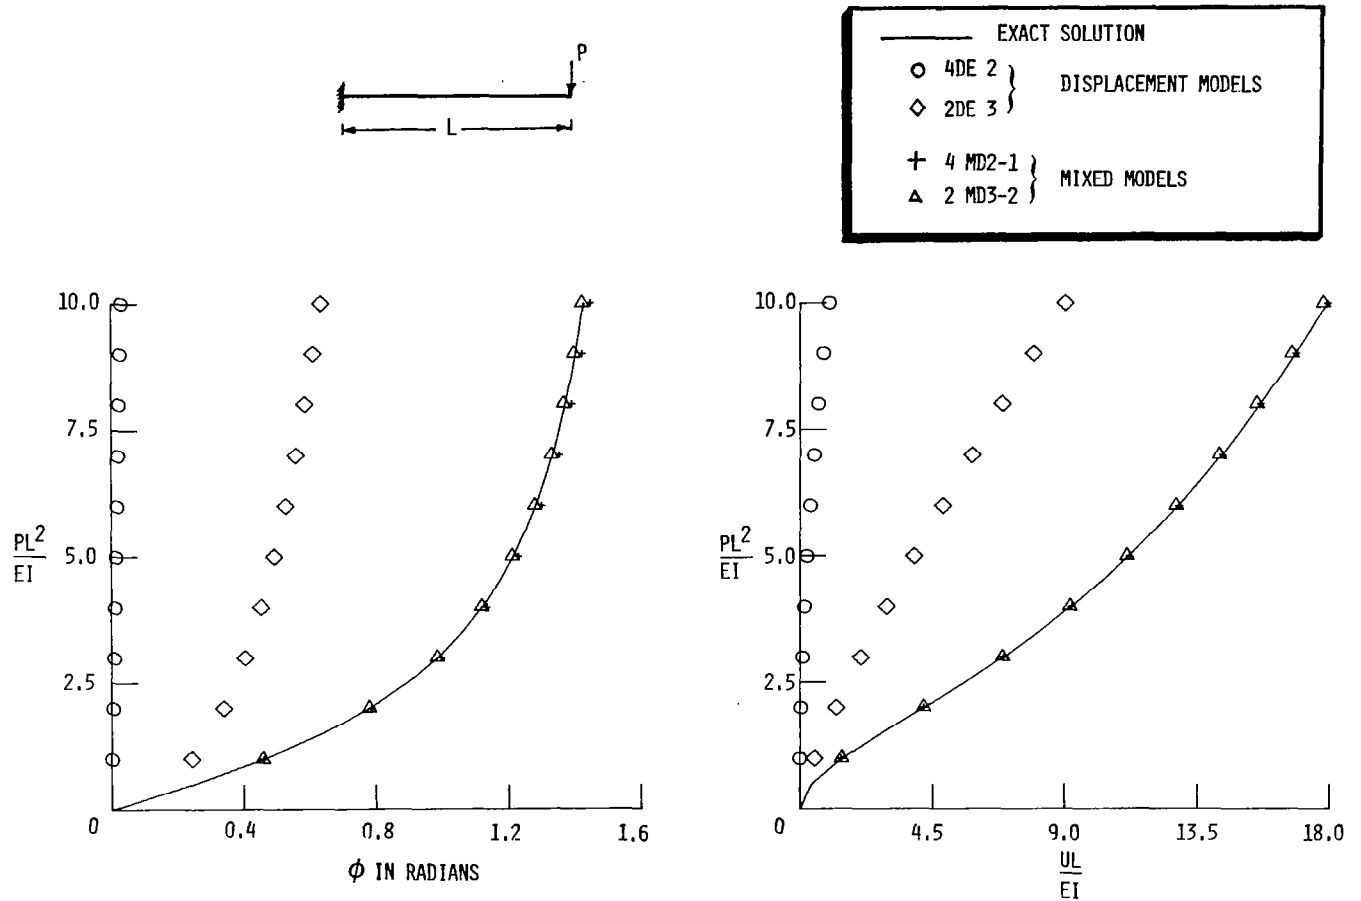 P
L
EXACT SOLUTION
4DE 2
2DE 3
DISPLACEMENT MODELS
4 MD2-1
2 MD3-2
MIXED MODELS
10.0
7.5
5.0
2.5
0
PL²
EI
0.4
0.8
1.2
1.6
ϕ IN RADIANS
10.0
7.5
5.0
2.5
0
PL²
EI
4.5
9.0
13.5
18.0
UL
EI